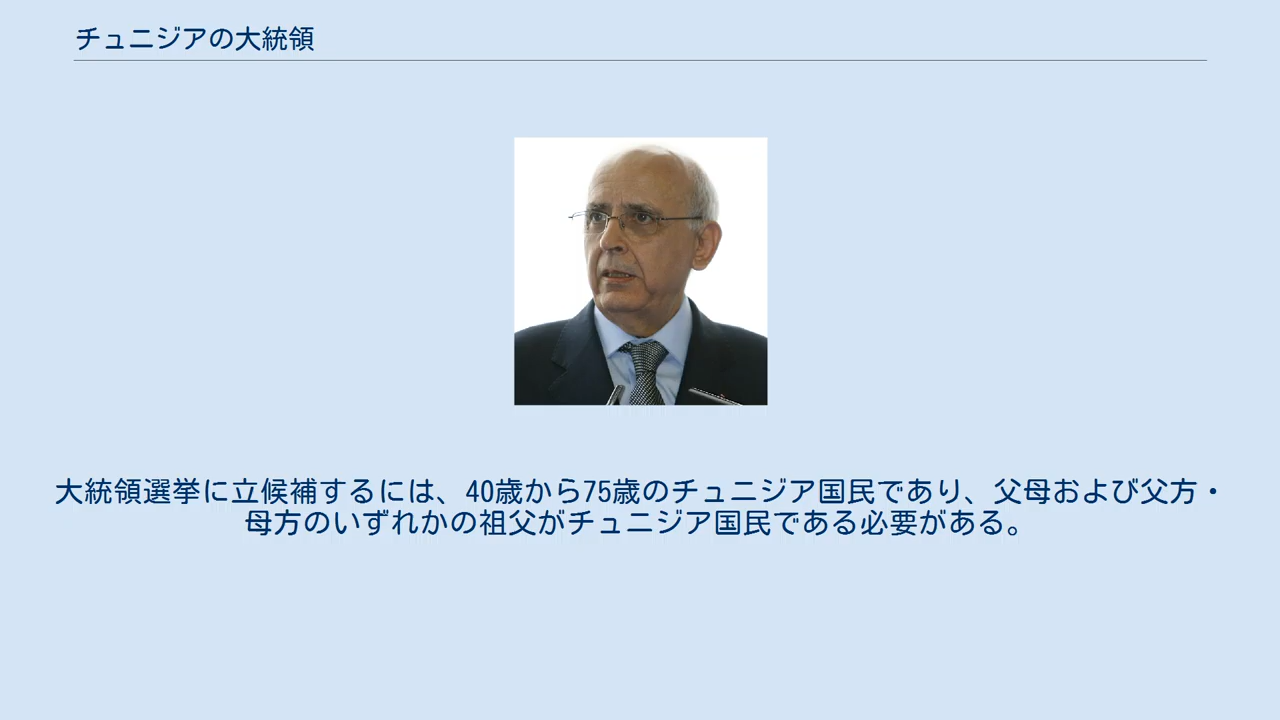 チュニジアの大統領
大統領選挙に立候補するには、40歳から75歳のチュニジア国民であり、父母および父方・
母方のいずれかの祖父がチュニジア国民である必要がある。